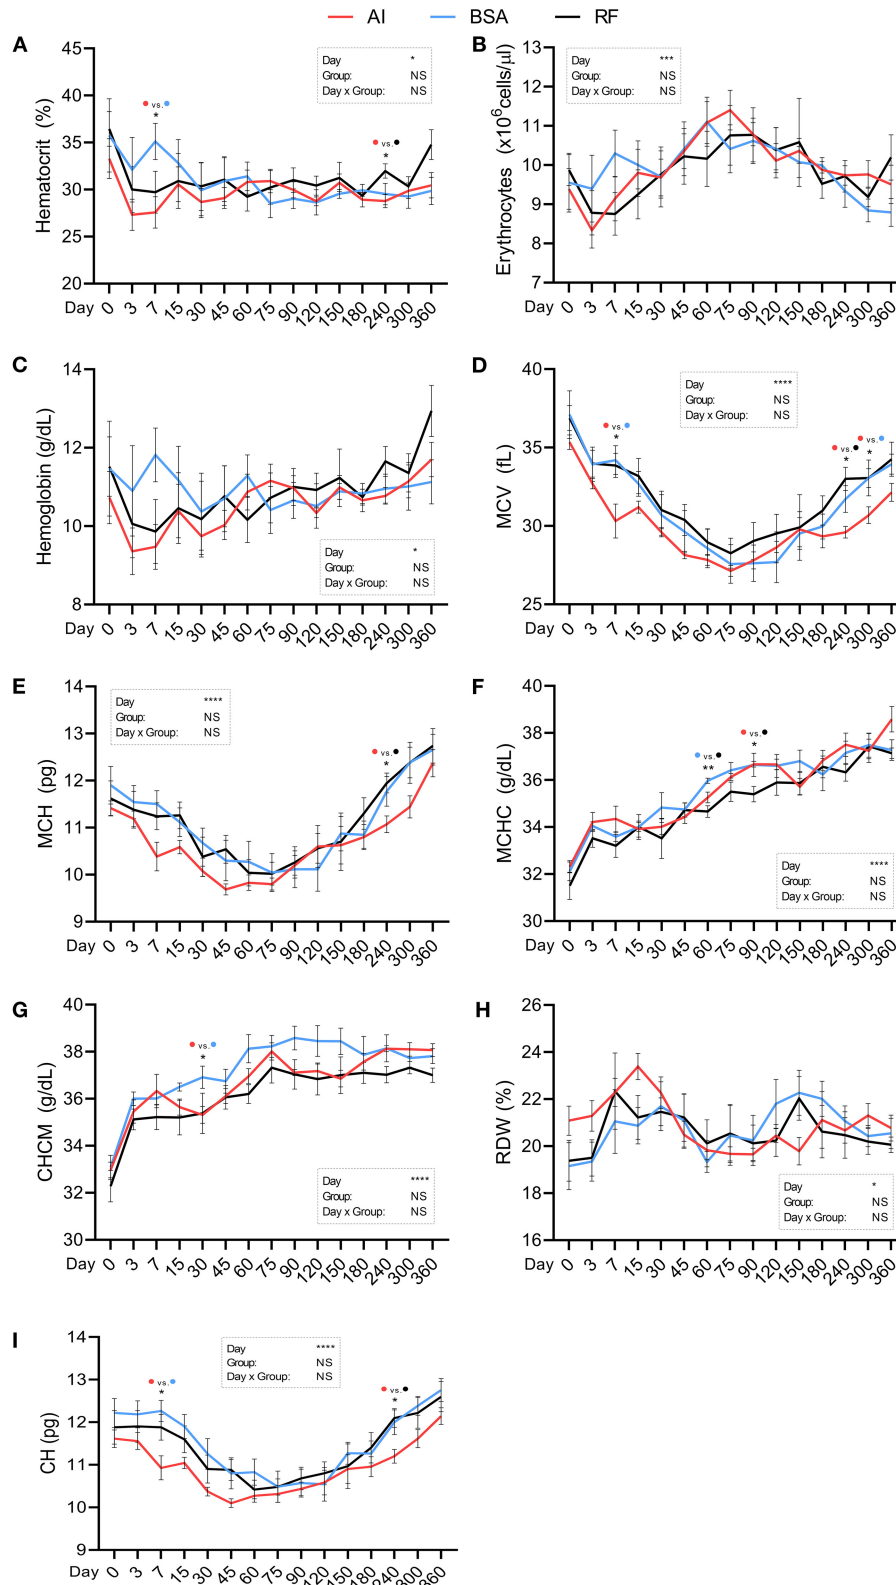 AI BSA RF
A
45
40
35
30
25
20
Hematocrit (%)
Day *
Group: NS
Day x Group: NS
vs.
*
vs.
*
Day 0 3 7 15 30 45 60 75 90 120 150 180 240 300 360
B
13
12
11
10
9
8
7
Erythrocytes (x10⁶cells/µl)
Day ***
Group: NS
Day x Group: NS
Day 0 3 7 15 30 45 60 75 90 120 150 180 240 300 360
C
14
12
10
8
Hemoglobin (g/dL)
Day *
Group: NS
Day x Group: NS
Day 0 3 7 15 30 45 60 75 90 120 150 180 240 300 360
D
40
35
30
25
MCV (fL)
Day ****
Group: NS
Day x Group: NS
vs.
*
vs.
*
vs.
*
Day 0 3 7 15 30 45 60 75 90 120 150 180 240 300 360
E
14
13
12
11
10
9
MCH (pg)
Day ****
Group: NS
Day x Group: NS
vs.
*
Day 0 3 7 15 30 45 60 75 90 120 150 180 240 300 360
F
40
38
36
34
32
30
MCHC (g/dL)
vs.
**
vs.
*
Day ****
Group: NS
Day x Group: NS
Day 0 3 7 15 30 45 60 75 90 120 150 180 240 300 360
G
40
38
36
34
32
30
CHCM (g/dL)
vs.
*
Day ****
Group: NS
Day x Group: NS
Day 0 3 7 15 30 45 60 75 90 120 150 180 240 300 360
H
26
24
22
20
18
16
RDW (%)
Day *
Group: NS
Day x Group: NS
Day 0 3 7 15 30 45 60 75 90 120 150 180 240 300 360
I
14
13
12
11
10
9
CH (pg)
Day ****
Group: NS
Day x Group: NS
vs.
*
vs.
*
Day 0 3 7 15 30 45 60 75 90 120 150 180 240 300 360